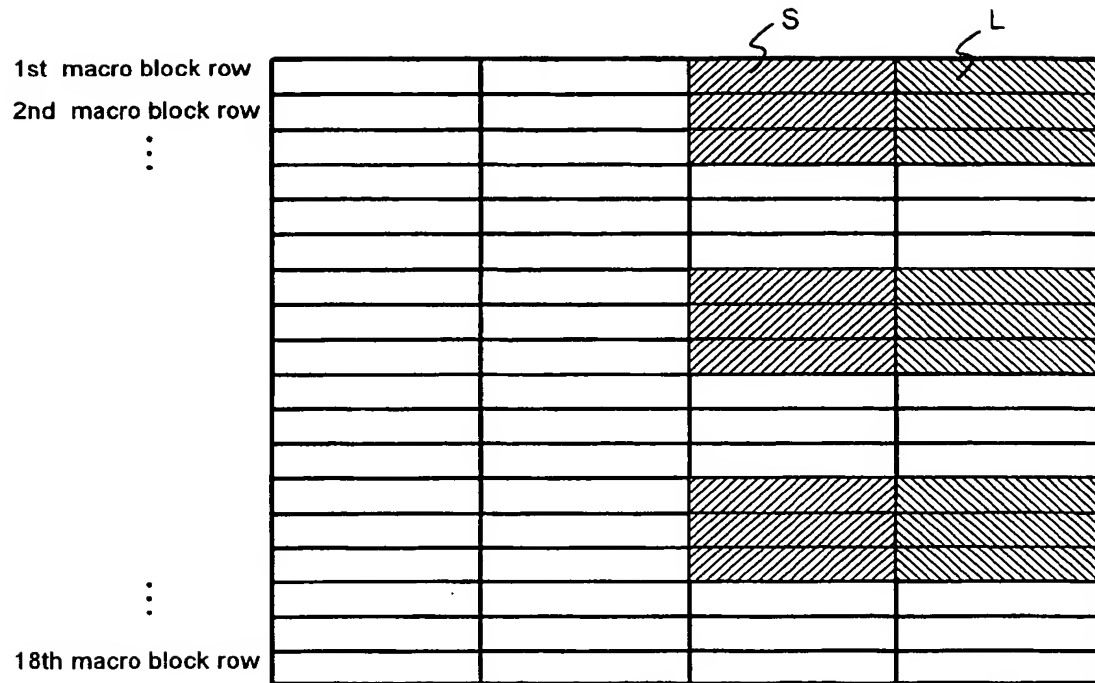 S
L
1st macro block row
2nd macro block row
⋮
⋮
18th macro block row